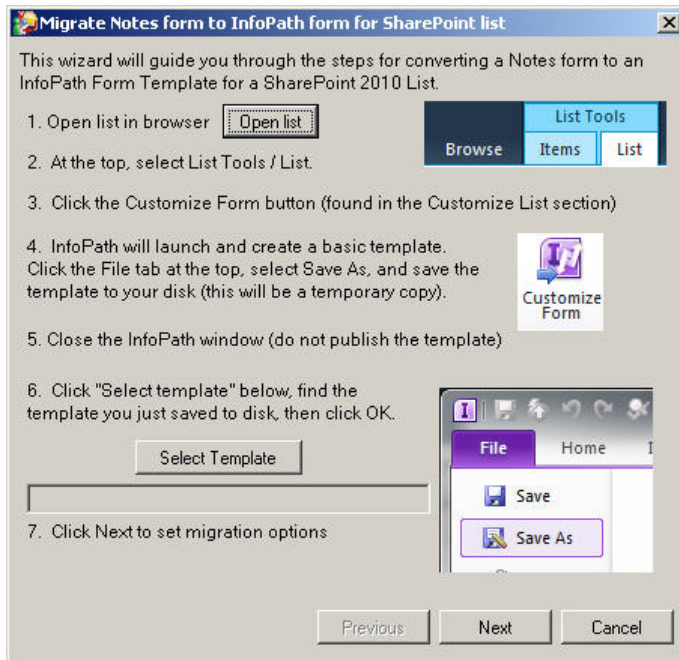 Migrate Notes form to InfoPath form for SharePoint list
This wizard will guide you through the steps for converting a Notes form to an
InfoPath Form Template for a SharePoint 2010 List.
1. Open list in browser
Open list
List Tools
Browse
Items
List
2. At the top, select List Tools / List.
3. Click the Customize Form button (found in the Customize List section)
4. InfoPath will launch and create a basic template.
Click the File tab at the top, select Save As, and save the
template to your disk (this will be a temporary copy).
Customize
Form
5. Close the InfoPath window (do not publish the template)
6. Click "Select template" below, find the
template you just saved to disk, then click OK.
Select Template
File
Home
Save
Save As
7. Click Next to set migration options
Previous
Next
Cancel